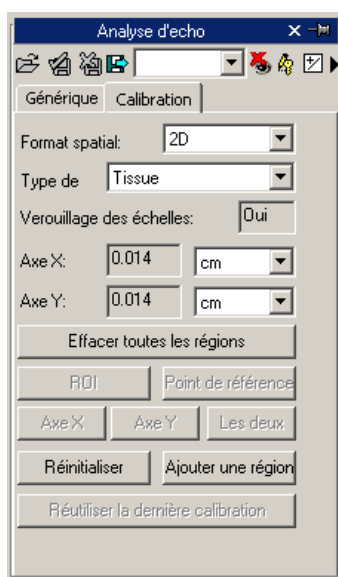 Analyse d'echo
Générique Calibration
Format spatial: 2D
Type de Tissue
Verouillage des échelles: Oui
Axe X: 0.014 cm
Axe Y: 0.014 cm
Effacer toutes les régions
ROI Point de référence
Axe X Axe Y Les deux
Réinitialiser Ajouter une région
Réutiliser la dernière calibration